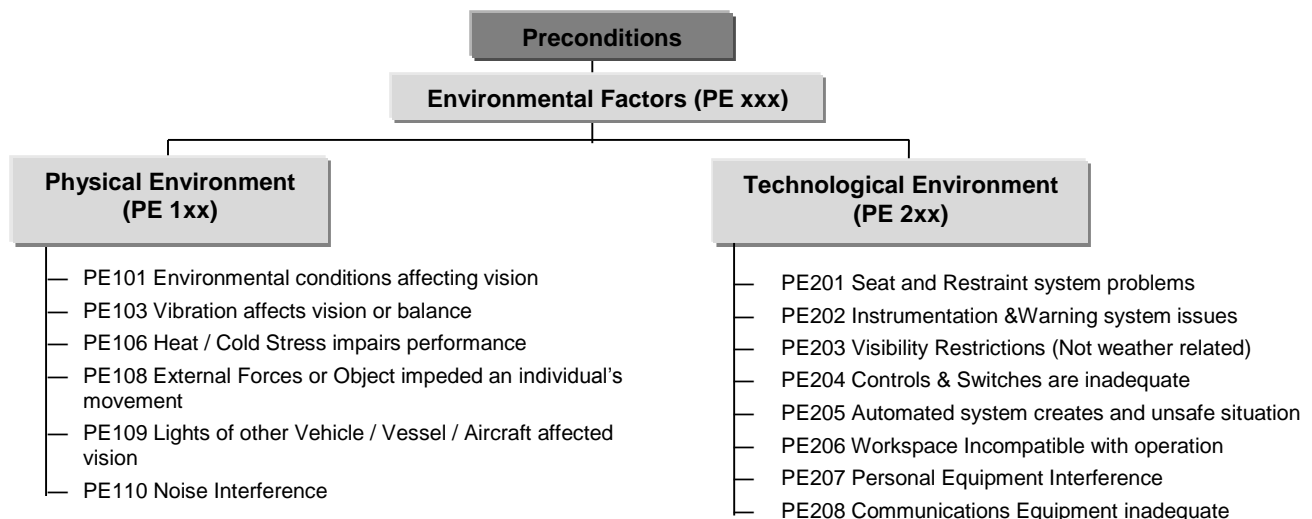 Preconditions
Environmental Factors (PE xxx)
Physical Environment
(PE 1xx)
PE101 Environmental conditions affecting vision
PE103 Vibration affects vision or balance
PE106 Heat / Cold Stress impairs performance
PE108 External Forces or Object impeded an individual's
movement
PE109 Lights of other Vehicle / Vessel / Aircraft affected
vision
PE110 Noise Interference
Technological Environment
(PE 2xx)
PE201 Seat and Restraint system problems
PE202 Instrumentation &Warning system issues
PE203 Visibility Restrictions (Not weather related)
PE204 Controls & Switches are inadequate
PE205 Automated system creates and unsafe situation
PE206 Workspace Incompatible with operation
PE207 Personal Equipment Interference
PE208 Communications Equipment inadequate